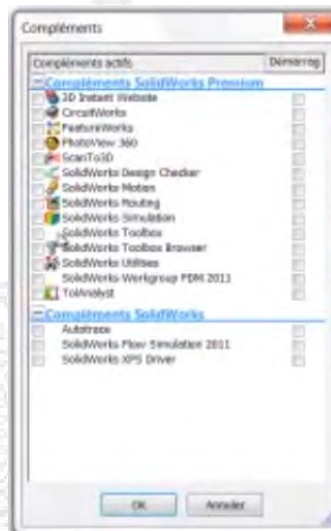 Compléments
Compléments actifs Démarrag
Compléments SolidWorks Premium
3D Instant Website
CircuitWorks
FeatureWorks
PhotoView 360
ScanTo3D
SolidWorks Design Checker
SolidWorks Motion
SolidWorks Routing
SolidWorks Simulation
SolidWorks Toolbox
SolidWorks Toolbox Browser
SolidWorks Utilities
SolidWorks Workgroup PDM 2011
TolAnalyst
Compléments SolidWorks
Autotrace
SolidWorks Flow Simulation 2011
SolidWorks XPS Driver
OK Annuler